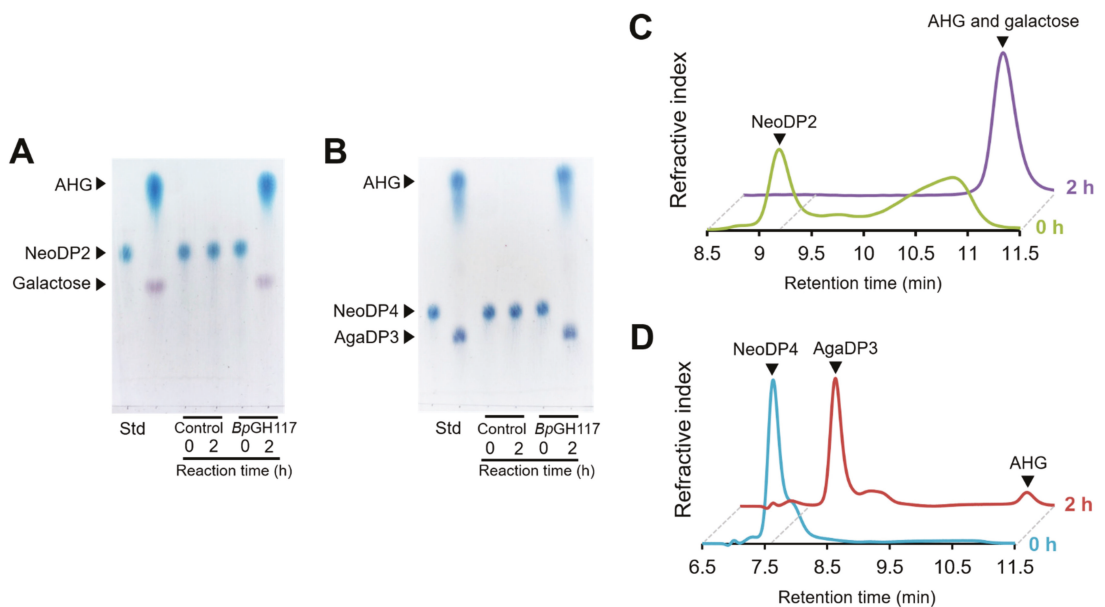 A
AHG
NeoDP2
Galactose
Std
Control
BpGH117
0 2 0 2
Reaction time (h)
B
AHG
NeoDP4
AgaDP3
Std
Control
BpGH117
0 2 0 2
Reaction time (h)
C
AHG and galactose
NeoDP2
Refractive index
2 h
0 h
8.5 9 9.5 10 10.5 11 11.5
Retention time (min)
D
NeoDP4 AgaDP3
AHG
Refractive index
2 h
0 h
6.5 7.5 8.5 9.5 10.5 11.5
Retention time (min)